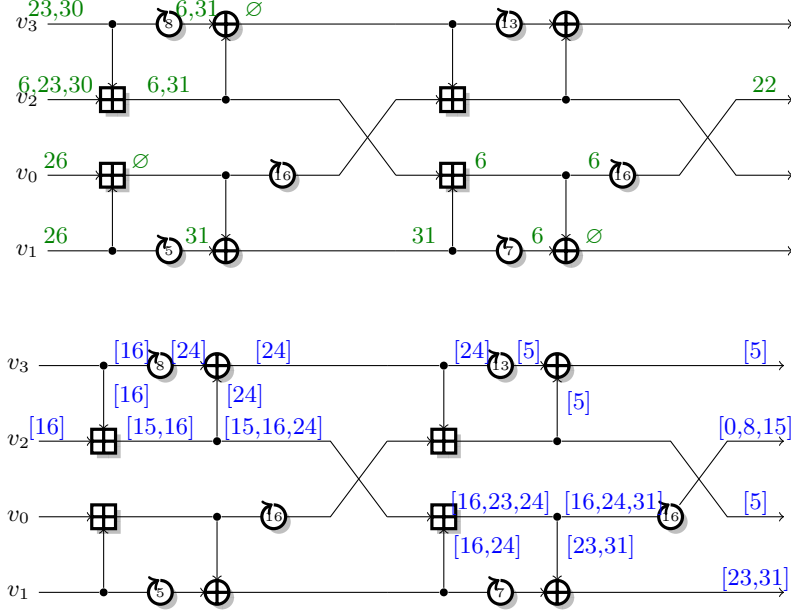 23,30 6,31 ∅
v3 8 13
6,23,30 6,31 22
v2
26 ∅ 6 6
v0 16 16
26 31 31 6 ∅
v1 5 7
[16] [24] [24] [24] [5] [5]
v3 8 13
[16] [24] [5]
[16] [15,16] [15,16,24] [0,8,15]
v2
[16,23,24] [16,24,31] [5]
v0 16 16
[16,24] [23,31]
[23,31]
v1 5 7